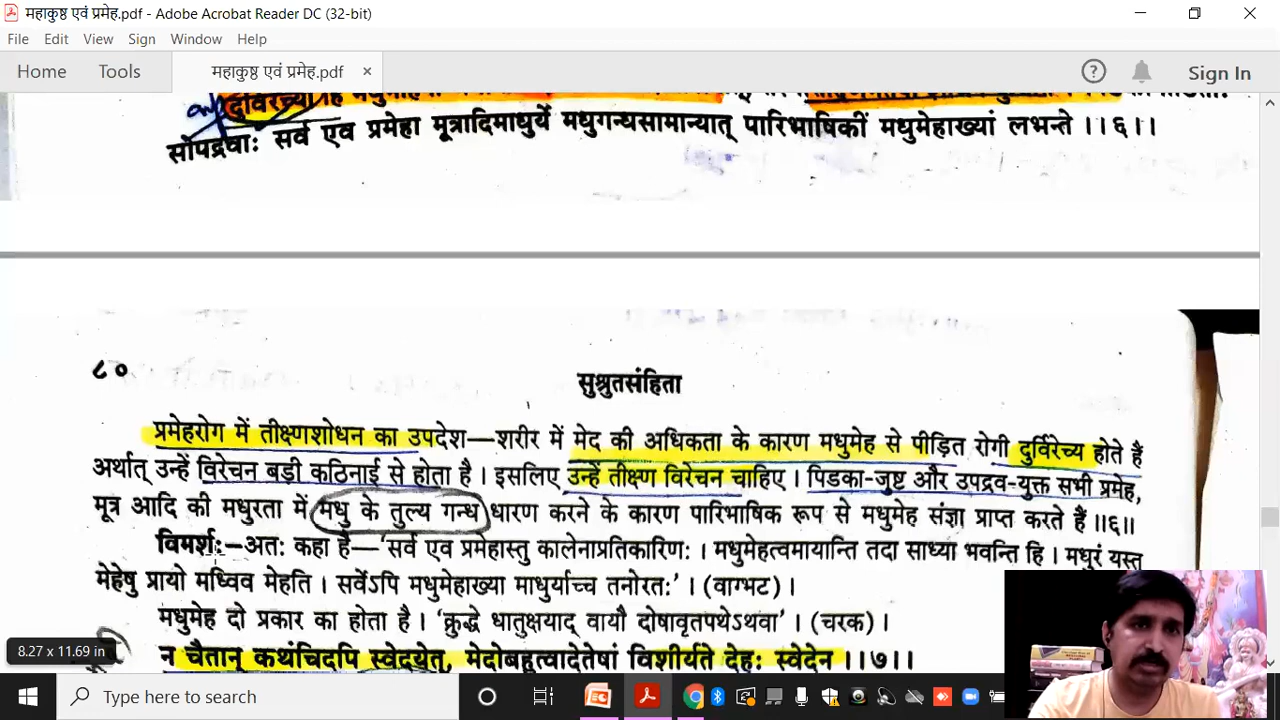 महाकुष्ठ एवं प्रमेह.pdf - Adobe Acrobat Reader DC (32-bit)
File Edit View Sign Window Help
Home Tools महाकुष्ठ एवं प्रमेह.pdf × ? Sign In
सोपद्रवाः सर्व एव प्रमेहा मूत्रादिमाधुर्ये मधुगन्धसामान्यात् पारिभाषिकीं मधुमेहाख्यां लभन्ते ।।६।।
८०
सुश्रुतसंहिता
प्रमेहरोग में तीक्ष्णशोधन का उपदेश—शरीर में मेद की अधिकता के कारण मधुमेह से पीड़ित रोगी दुर्विरेच्य होते हैं
अर्थात् उन्हें विरेचन बड़ी कठिनाई से होता है । इसलिए उन्हें तीक्ष्ण विरेचन चाहिए । पिडका-जुष्ट और उपद्रव-युक्त सभी प्रमेह,
मूत्र आदि की मधुरता में मधु के तुल्य गन्ध धारण करने के कारण पारिभाषिक रूप से मधुमेह संज्ञा प्राप्त करते हैं ॥६॥
विमर्शः—अतः कहा है—‘सर्व एव प्रमेहास्तु कालेनाप्रतिकारिणः । मधुमेहत्वमायान्ति तदा साध्या भवन्ति हि । मधुरं यस्त
मेहेषु प्रायो मध्विव मेहति । सर्वेऽपि मधुमेहाख्या माधुर्याच्च तनोरतः’ । (वाग्भट) ।
मधुमेह दो प्रकार का होता है । ‘क्रुद्धे धातुक्षयाद् वायौ दोषावृतपथेऽथवा’ । (चरक) ।
8.27 x 11.69 in
न चैतान् कथंचिदपि स्वेदयेत्, मेदोबहुत्वादेतेषां विशीर्यते देहः स्वेदेन ।।७।।
Type here to search